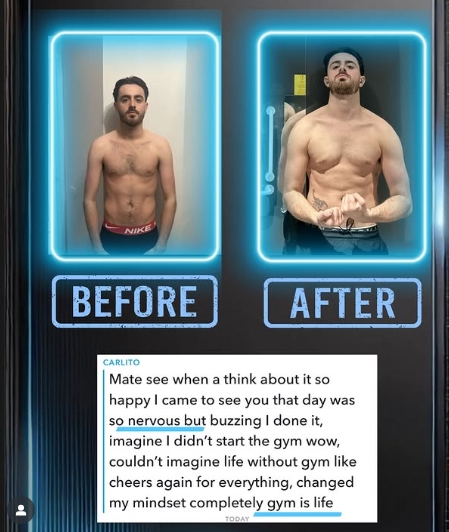 NIKE
BEFORE
AFTER
CARLITO
Mate see when a think about it so
happy I came to see you that day was
so nervous but buzzing I done it,
imagine I didn't start the gym wow,
couldn't imagine life without gym like
cheers again for everything, changed
my mindset completely gym is life
TODAY